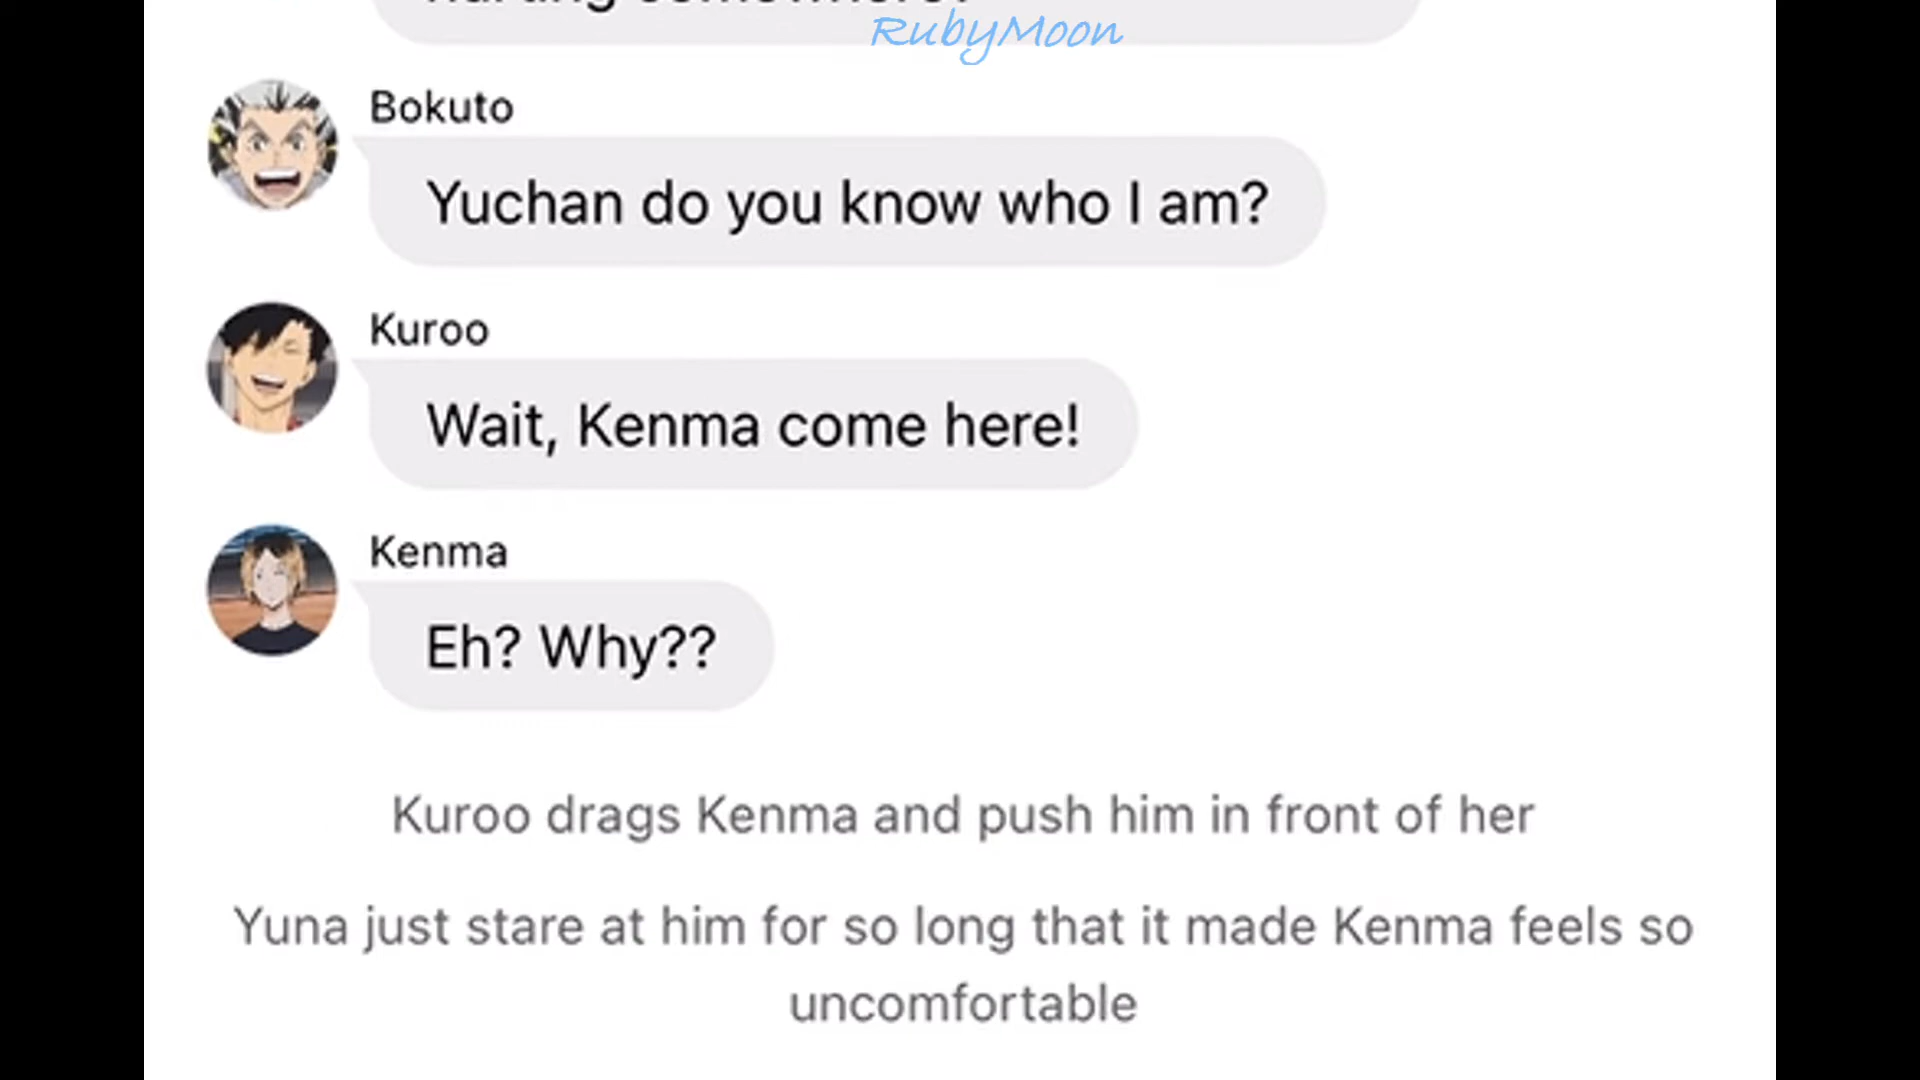 RubyMoon
Bokuto
Yuchan do you know who I am?
Kuroo
Wait, Kenma come here!
Kenma
Eh? Why??
Kuroo drags Kenma and push him in front of her
Yuna just stare at him for so long that it made Kenma feels so
uncomfortable